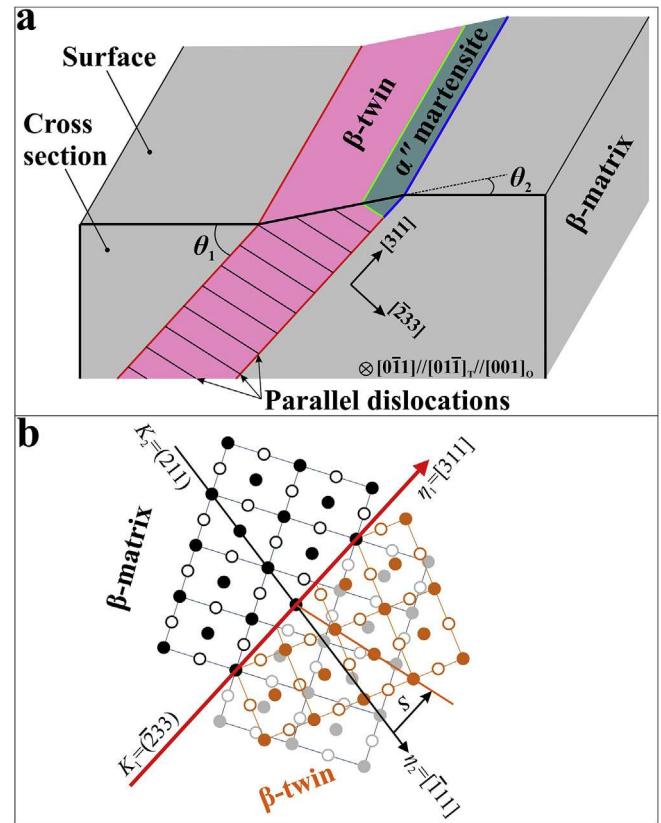 a
Surface
Cross
section
β-twin
α″ martensite
β-matrix
θ₁
θ₂
[311]
[2̅33]
⊗[01̅1]//[011̅]T//[001]O
Parallel dislocations
b
K₂=(211)
η₁=[311]
β-matrix
S
K₁=(2̅33)
β-twin
η₂=[1̅11]